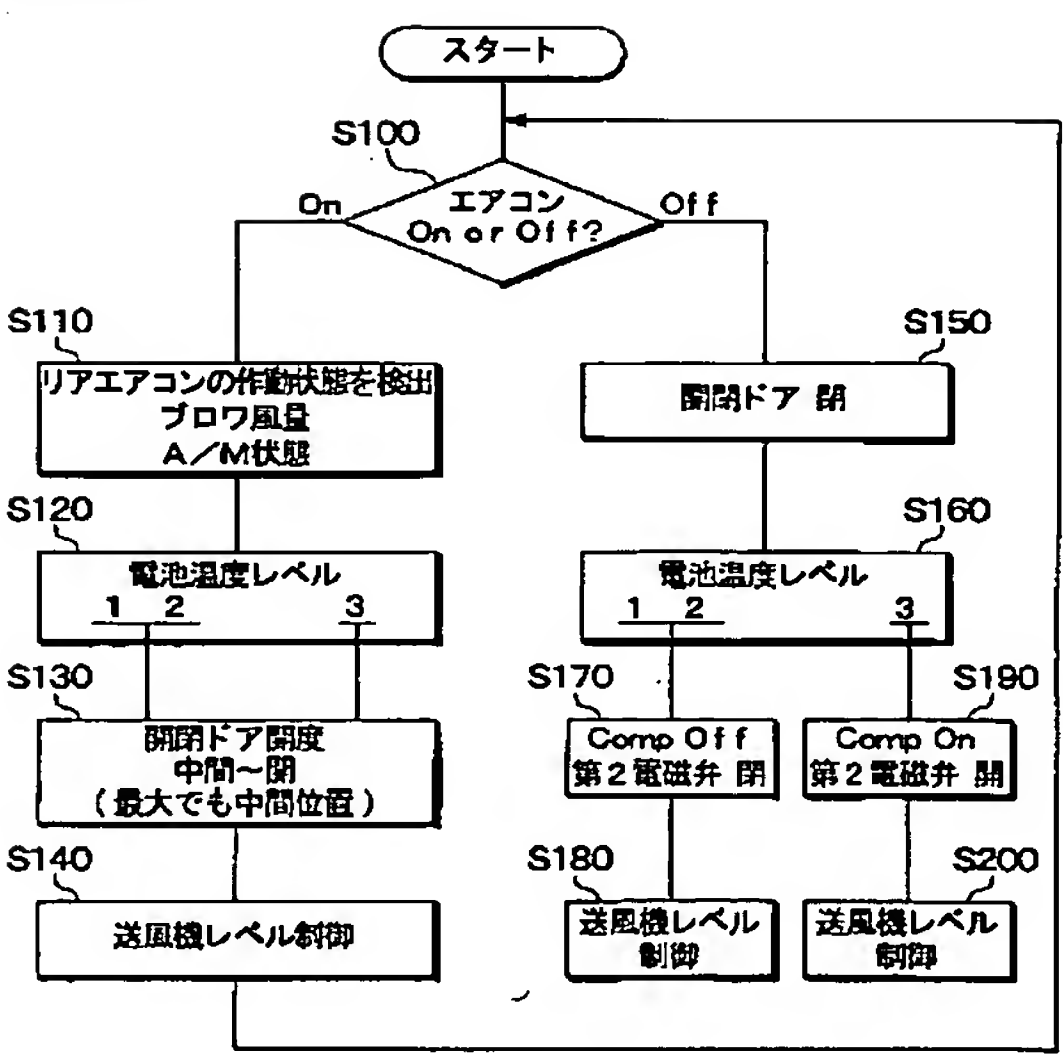 スタート
S100
エアコン
On or Off?
On
Off
S110
リアエアコンの作動状態を検出
ブロワ風量
A/M状態
S120
電池温度レベル
1 2 3
S130
開閉ドア開度
中間~閉
(最大でも中間位置)
S140
送風機レベル制御
S150
開閉ドア 閉
S160
電池温度レベル
1 2 3
S170
Comp Off
第2電磁弁 閉
S180
送風機レベル
制御
S190
Comp On
第2電磁弁 開
S200
送風機レベル
制御